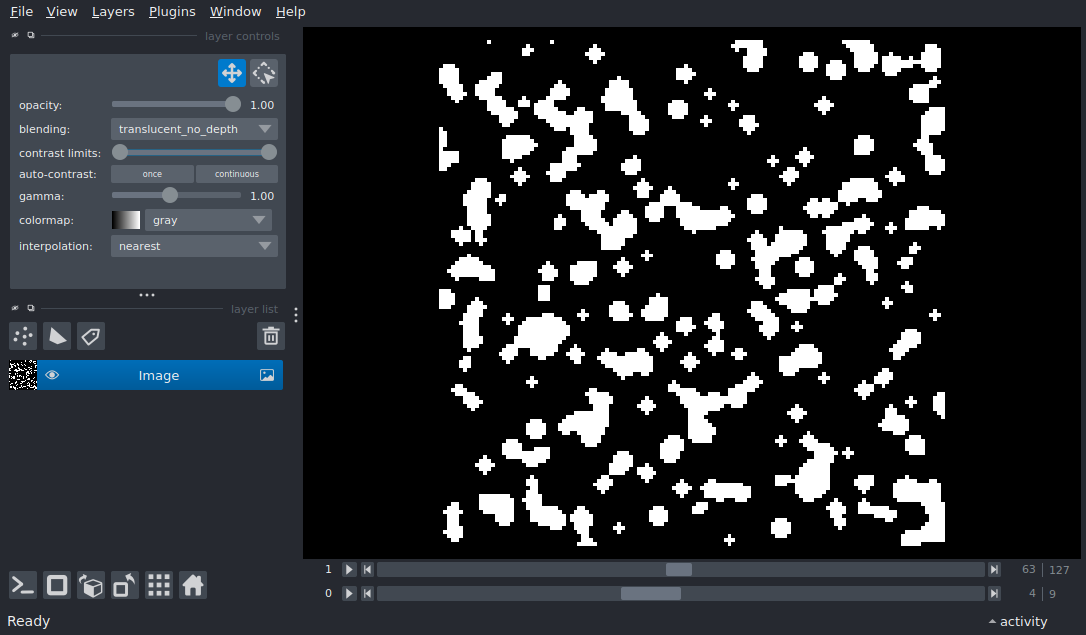 File View Layers Plugins Window Help
layer controls
opacity: 1.00
blending: translucent_no_depth
contrast limits:
auto-contrast: once continuous
gamma: 1.00
colormap: gray
interpolation: nearest
layer list
Image
1 63 127
0 4 9
Ready activity